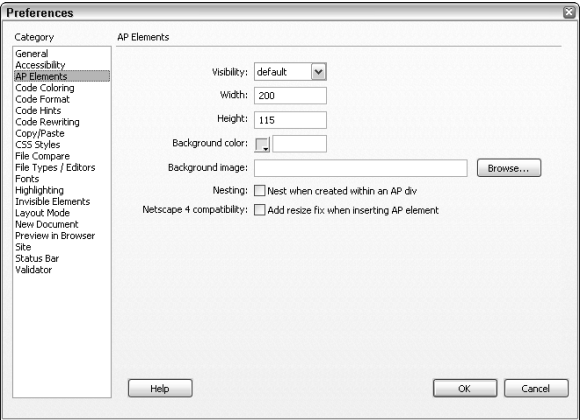 Preferences
Category
General
Accessibility
AP Elements
Code Coloring
Code Format
Code Hints
Code Rewriting
Copy/Paste
CSS Styles
File Compare
File Types / Editors
Fonts
Highlighting
Invisible Elements
Layout Mode
New Document
Preview in Browser
Site
Status Bar
Validator
AP Elements
Visibility: default
Width: 200
Height: 115
Background color:
Background image: Browse...
Nesting: Nest when created within an AP div
Netscape 4 compatibility: Add resize fix when inserting AP element
Help OK Cancel